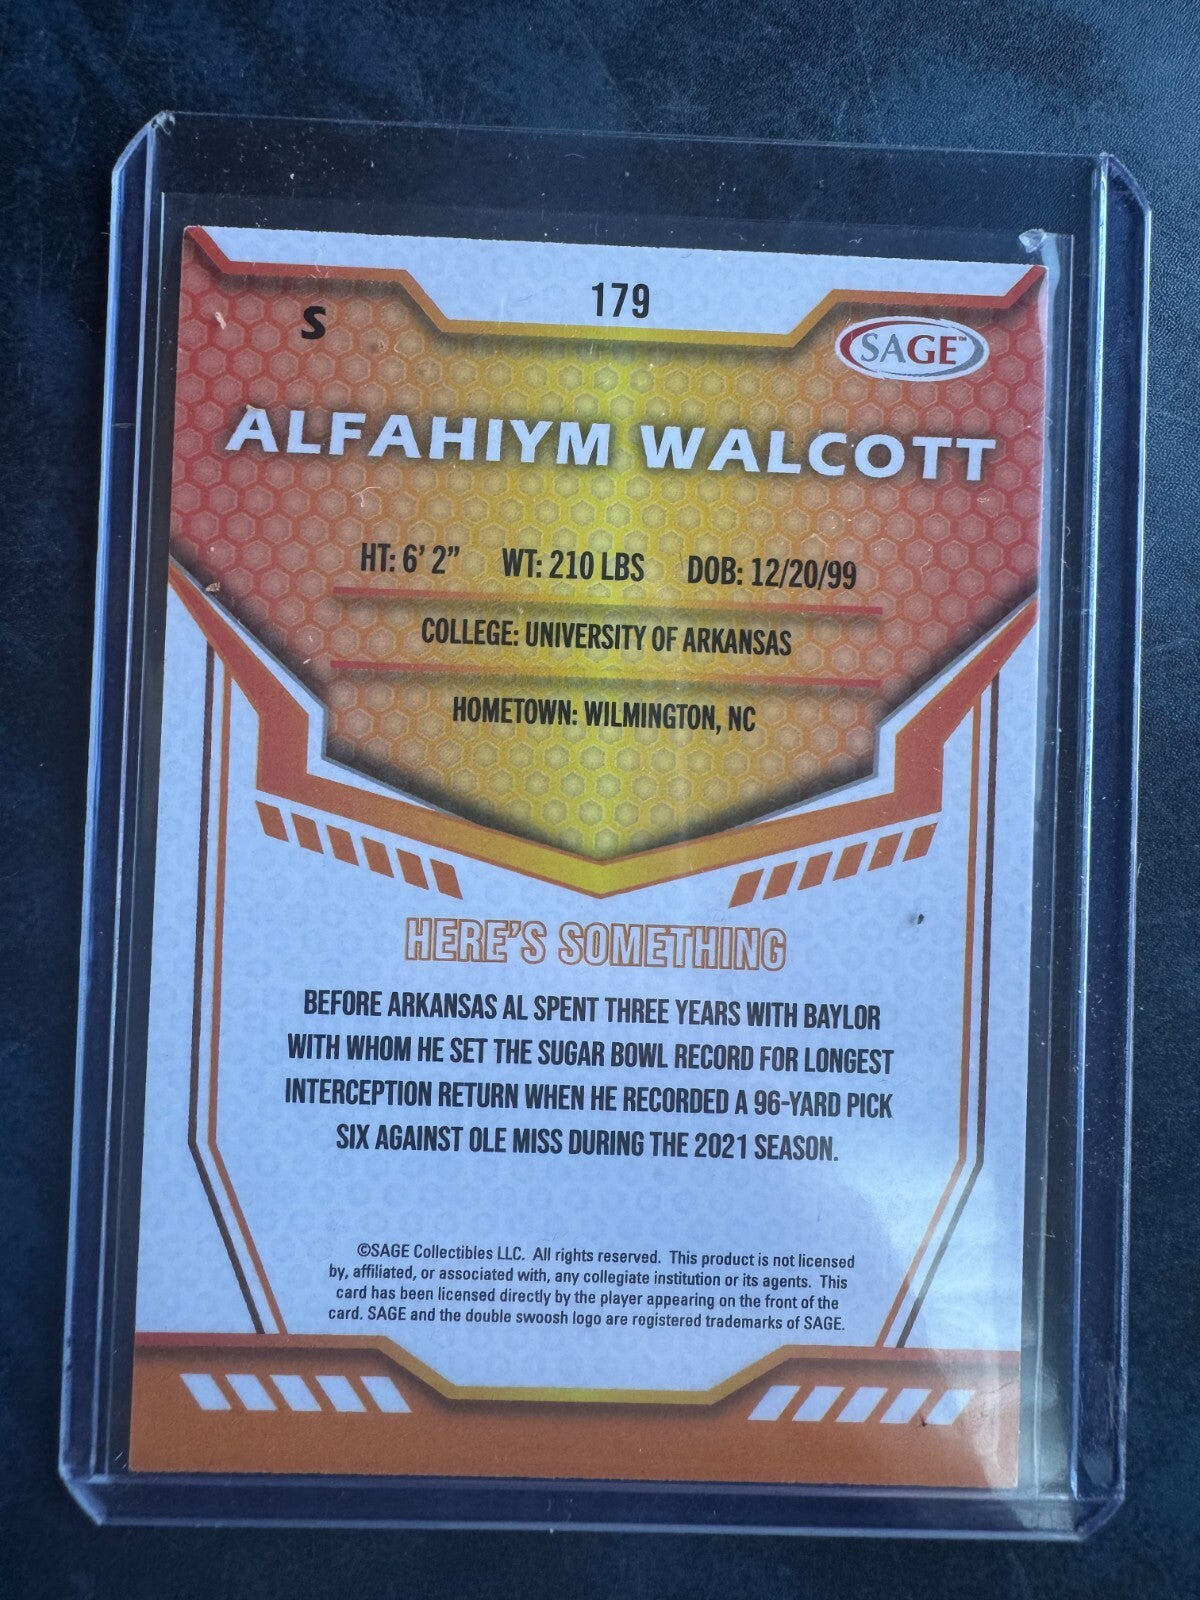 179
S
SAGE™
ALFAHIYM WALCOTT
HT: 6' 2" WT: 210 LBS DOB: 12/20/99
COLLEGE: UNIVERSITY OF ARKANSAS
HOMETOWN: WILMINGTON, NC
HERE'S SOMETHING
BEFORE ARKANSAS AL SPENT THREE YEARS WITH BAYLOR
WITH WHOM HE SET THE SUGAR BOWL RECORD FOR LONGEST
INTERCEPTION RETURN WHEN HE RECORDED A 96-YARD PICK
SIX AGAINST OLE MISS DURING THE 2021 SEASON.
©SAGE Collectibles LLC. All rights reserved. This product is not licensed
by, affiliated, or associated with, any collegiate institution or its agents. This
card has been licensed directly by the player appearing on the front of the
card. SAGE and the double swoosh logo are registered trademarks of SAGE.